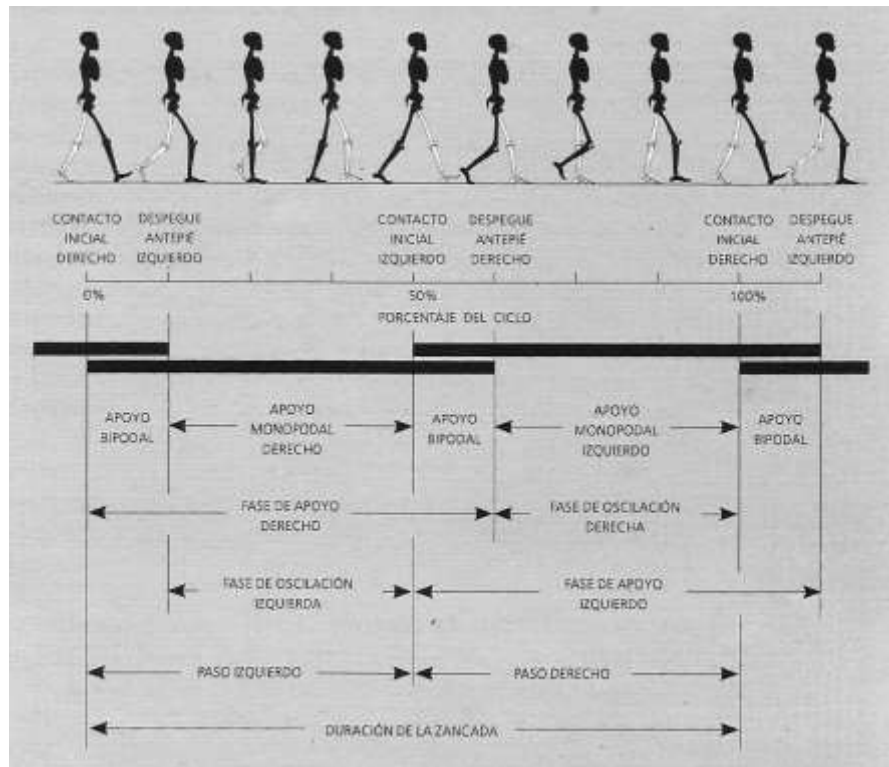 CONTACTO
INICIAL
DERECHO
DESPEGUE
ANTEPIÉ
IZQUIERDO
CONTACTO
INICIAL
IZQUIERDO
DESPEGUE
ANTEPIÉ
DERECHO
CONTACTO
INICIAL
DERECHO
DESPEGUE
ANTEPIÉ
IZQUIERDO
0%
50%
100%
PORCENTAJE DEL CICLO
APOYO
BIPODAL
APOYO
MONOPODAL
DERECHO
APOYO
BIPODAL
APOYO
MONOPODAL
IZQUIERDO
APOYO
BIPODAL
FASE DE APOYO
DERECHO
FASE DE OSCILACIÓN
DERECHA
FASE DE OSCILACIÓN
IZQUIERDA
FASE DE APOYO
IZQUIERDO
PASO IZQUIERDO
PASO DERECHO
DURACIÓN DE LA ZANCADA